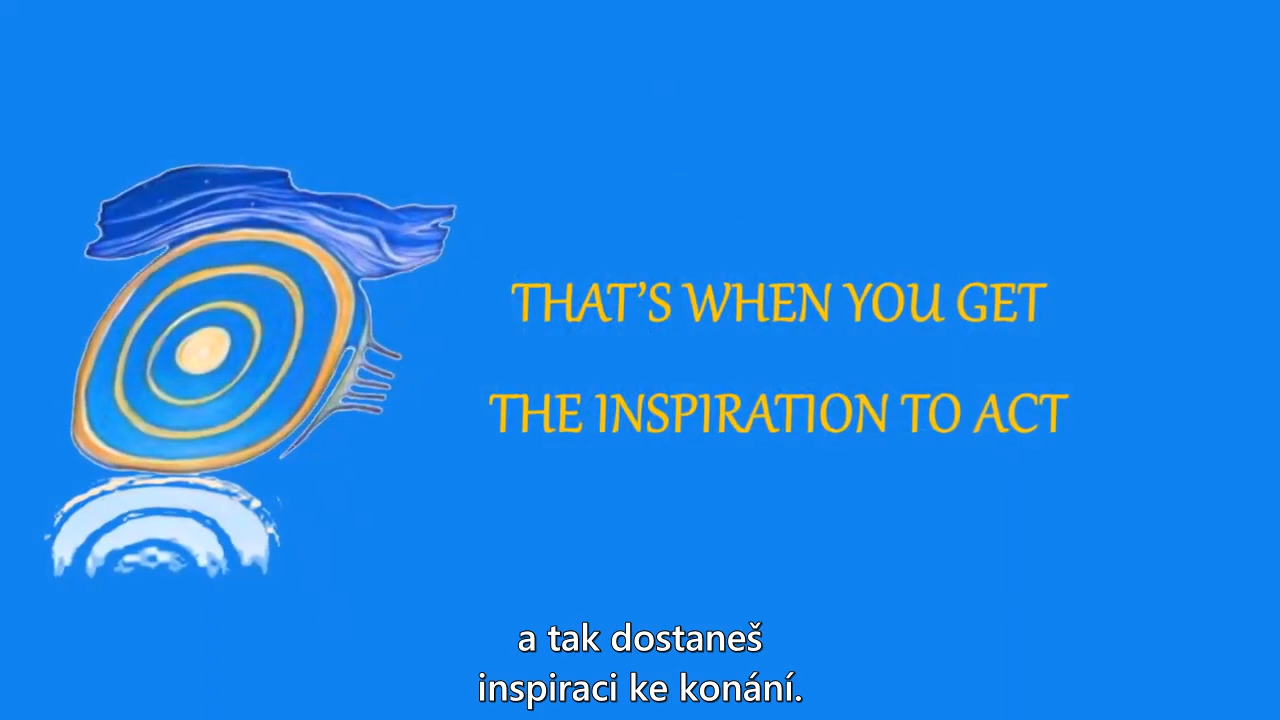 THAT'S WHEN YOU GET
THE INSPIRATION TO ACT
a tak dostaneš
inspiraci ke konání.